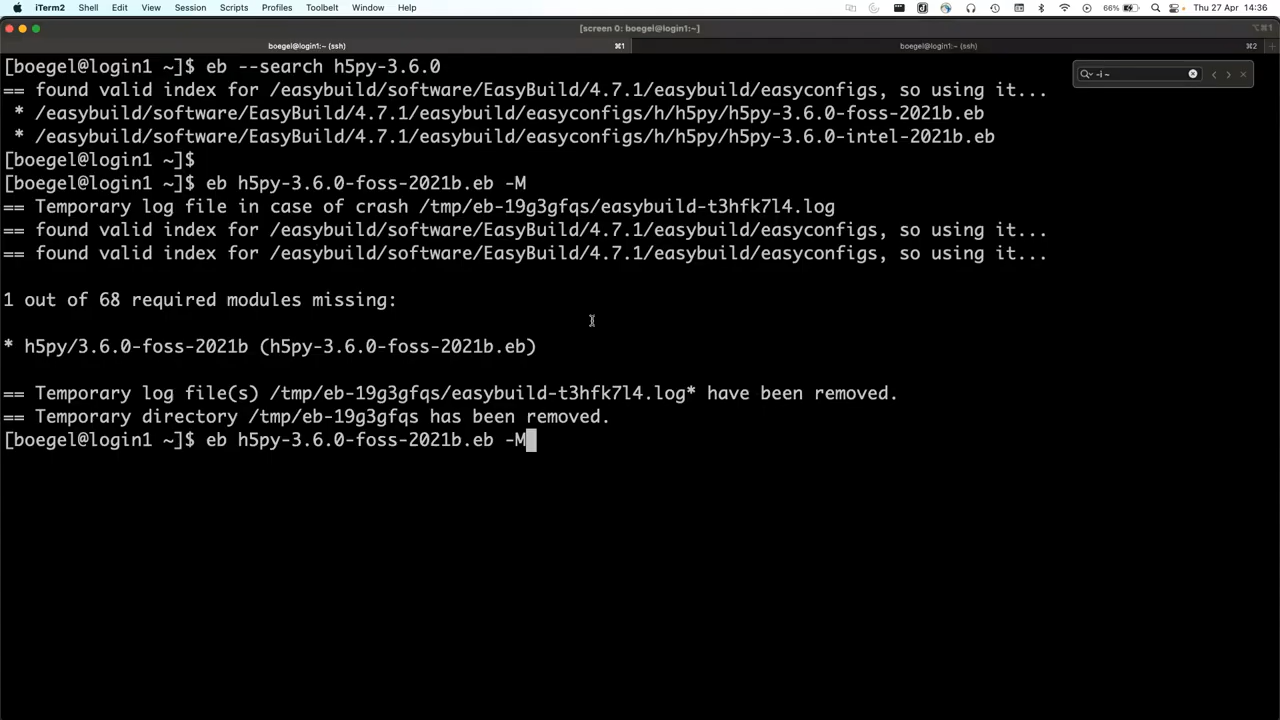 iTerm2 Shell Edit View Session Scripts Profiles Toolbelt Window Help 66% Thu 27 Apr 14:36
[screen 0: boegel@login1:~] ⌥⌘1
boegel@login1:~ (ssh) ⌘1 boegel@login1:~ (ssh) ⌘2
[boegel@login1 ~]$ eb --search h5py-3.6.0
-i ~
== found valid index for /easybuild/software/EasyBuild/4.7.1/easybuild/easyconfigs, so using it...
* /easybuild/software/EasyBuild/4.7.1/easybuild/easyconfigs/h/h5py/h5py-3.6.0-foss-2021b.eb
* /easybuild/software/EasyBuild/4.7.1/easybuild/easyconfigs/h/h5py/h5py-3.6.0-intel-2021b.eb
[boegel@login1 ~]$
[boegel@login1 ~]$ eb h5py-3.6.0-foss-2021b.eb -M
== Temporary log file in case of crash /tmp/eb-19g3gfqs/easybuild-t3hfk7l4.log
== found valid index for /easybuild/software/EasyBuild/4.7.1/easybuild/easyconfigs, so using it...
== found valid index for /easybuild/software/EasyBuild/4.7.1/easybuild/easyconfigs, so using it...
1 out of 68 required modules missing:
* h5py/3.6.0-foss-2021b (h5py-3.6.0-foss-2021b.eb)
== Temporary log file(s) /tmp/eb-19g3gfqs/easybuild-t3hfk7l4.log* have been removed.
== Temporary directory /tmp/eb-19g3gfqs has been removed.
[boegel@login1 ~]$ eb h5py-3.6.0-foss-2021b.eb -M